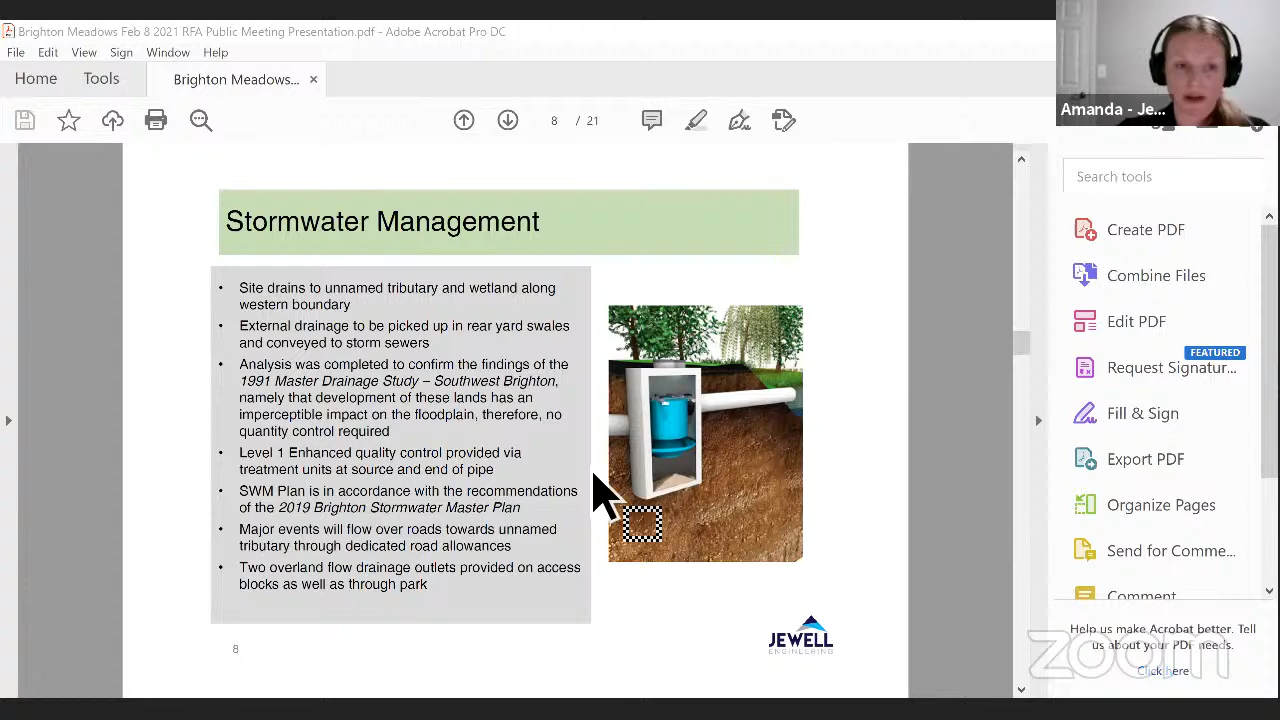 Brighton Meadows Feb 8 2021 RFA Public Meeting Presentation.pdf - Adobe Acrobat Pro DC
File Edit View Sign Window Help
Home Tools Brighton Meadows... ×
8 / 21
Amanda - Je...
Search tools
Create PDF
Combine Files
Edit PDF
FEATURED
Request Signatur...
Fill & Sign
Export PDF
Organize Pages
Send for Comme...
Comment
Help us make Acrobat better. Tell
us about your PDF needs.
Click here
zoom
Stormwater Management
• Site drains to unnamed tributary and wetland along
western boundary
• External drainage to be picked up in rear yard swales
and conveyed to storm sewers
• Analysis was completed to confirm the findings of the
1991 Master Drainage Study – Southwest Brighton,
namely that development of these lands has an
imperceptible impact on the floodplain, therefore, no
quantity control required
• Level 1 Enhanced quality control provided via
treatment units at source and end of pipe
• SWM Plan is in accordance with the recommendations
of the 2019 Brighton Stormwater Master Plan
• Major events will flow over roads towards unnamed
tributary through dedicated road allowances
• Two overland flow drainage outlets provided on access
blocks as well as through park
8
JEWELL
ENGINEERING